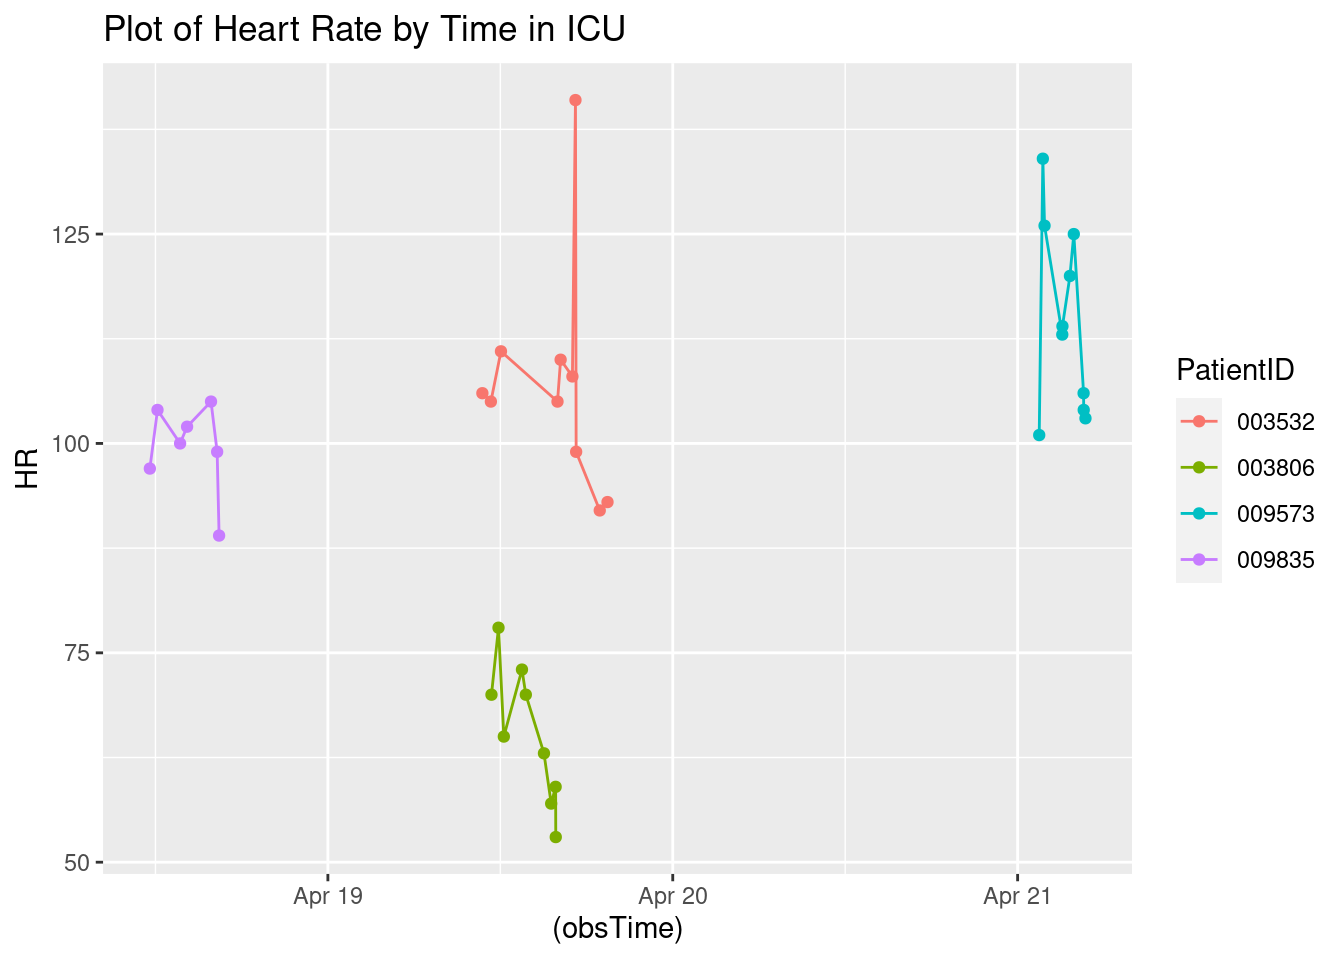 Plot of Heart Rate by Time in ICU
125
100
75
50
HR
Apr 19
Apr 20
Apr 21
(obsTime)
PatientID
003532
003806
009573
009835